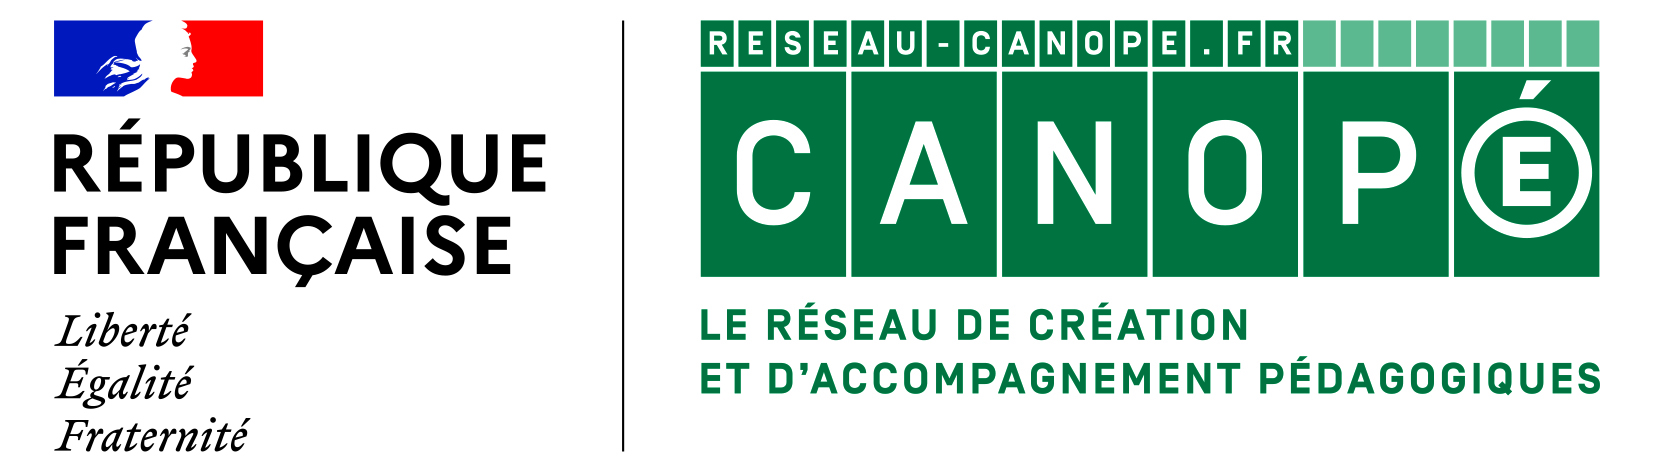 RÉPUBLIQUE
FRANÇAISE
Liberté
Égalité
Fraternité
RESEAU-CANOPE.FR
CANOPÉ
LE RÉSEAU DE CRÉATION
ET D’ACCOMPAGNEMENT PÉDAGOGIQUES